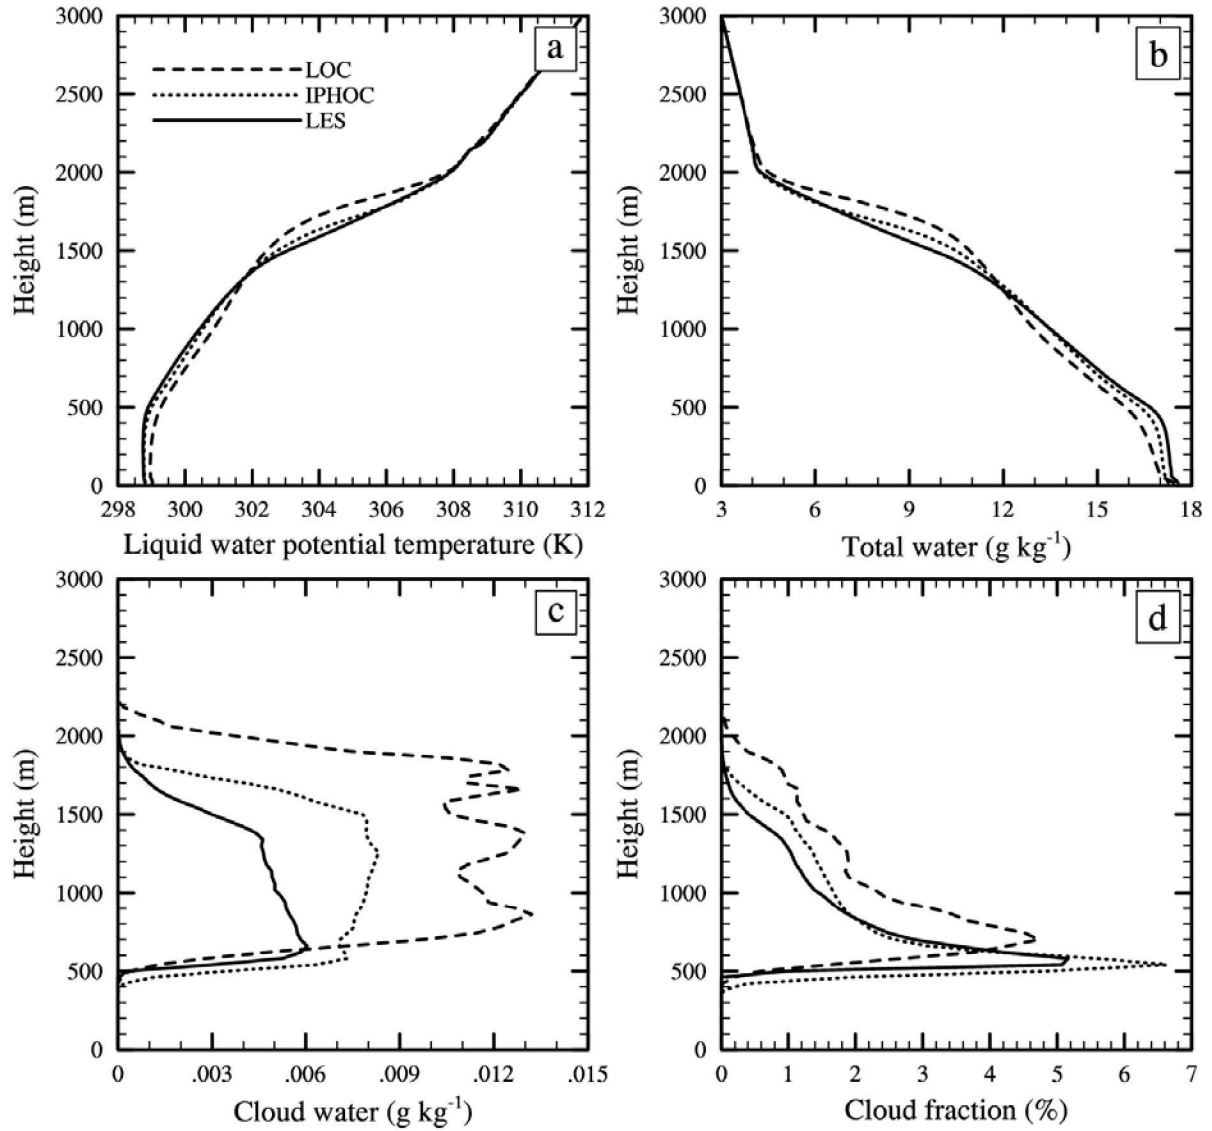 3000
2500
2000
1500
1000
500
0
Height (m)
a
LOC
IPHOC
LES
298 300 302 304 306 308 310 312
Liquid water potential temperature (K)
3000
2500
2000
1500
1000
500
0
Height (m)
b
3 6 9 12 15 18
Total water (g kg⁻¹)
3000
2500
2000
1500
1000
500
0
Height (m)
c
0 .003 .006 .009 .012 .015
Cloud water (g kg⁻¹)
3000
2500
2000
1500
1000
500
0
Height (m)
d
0 1 2 3 4 5 6 7
Cloud fraction (%)